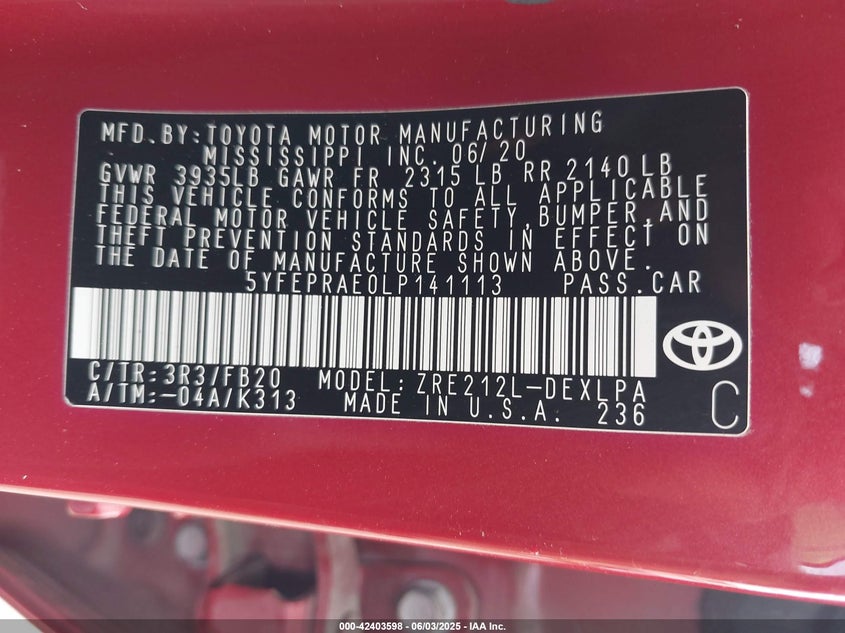 MFD.BY:TOYOTA MOTOR MANUFACTURING
MISSISSIPPI INC. 06/20
GVWR 3935LB GAWR FR 2315 LB RR 2140 LB
THIS VEHICLE CONFORMS TO ALL APPLICABLE
FEDERAL MOTOR VEHICLE SAFETY,BUMPER,AND
THEFT PREVENTION STANDARDS IN EFFECT ON
THE DATE OF MANUFACTURE SHOWN ABOVE.
5YFEPRAE0LP141113 PASS.CAR
C/TR:3R3/FB20 MODEL:ZRE212L-DEXLPA
A/TM:-04A/K313 MADE IN U.S.A. 236
C
000-42403598 - 06/03/2025 - IAA Inc.